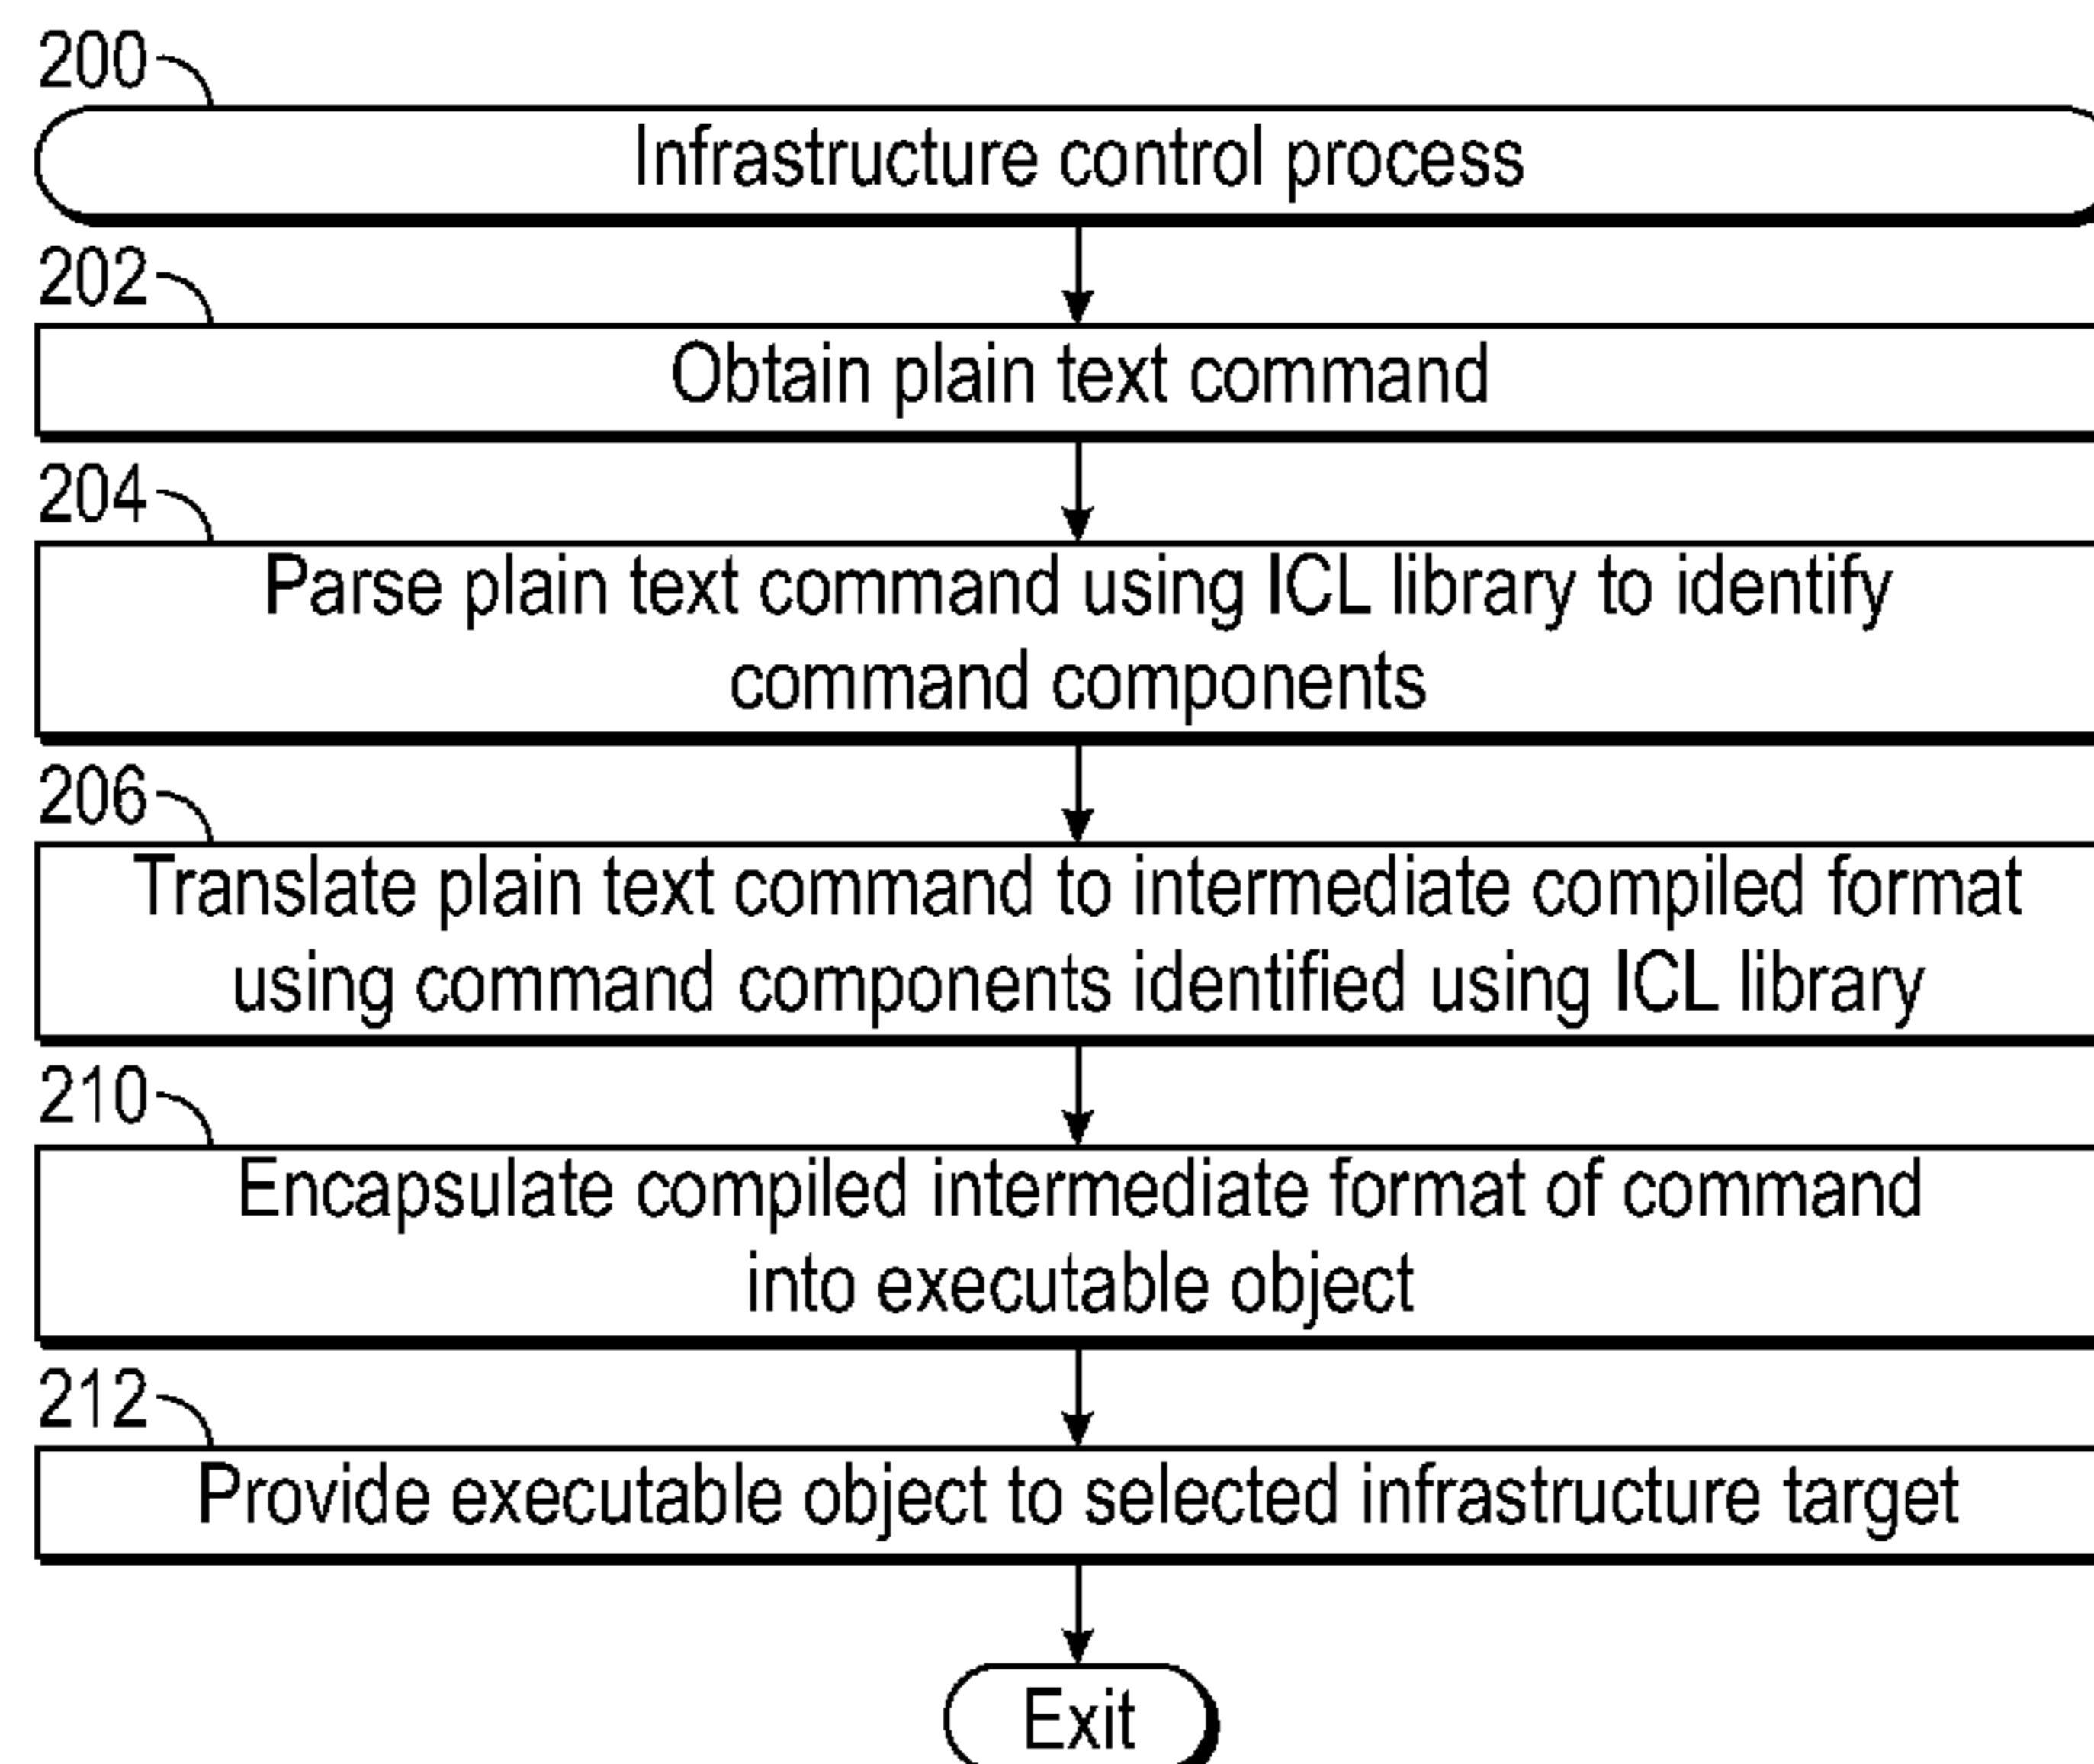 200
Infrastructure control process
202
Obtain plain text command
204
Parse plain text command using ICL library to identify
command components
206
Translate plain text command to intermediate compiled format
using command components identified using ICL library
210
Encapsulate compiled intermediate format of command
into executable object
212
Provide executable object to selected infrastructure target
Exit